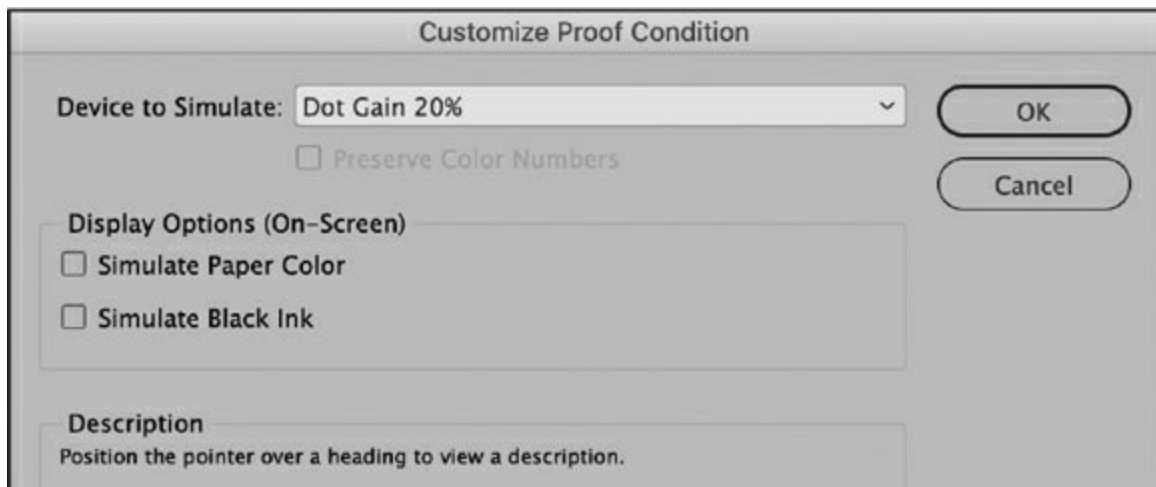 Customize Proof Condition
Device to Simulate: Dot Gain 20%
OK
Preserve Color Numbers
Cancel
Display Options (On-Screen)
Simulate Paper Color
Simulate Black Ink
Description
Position the pointer over a heading to view a description.